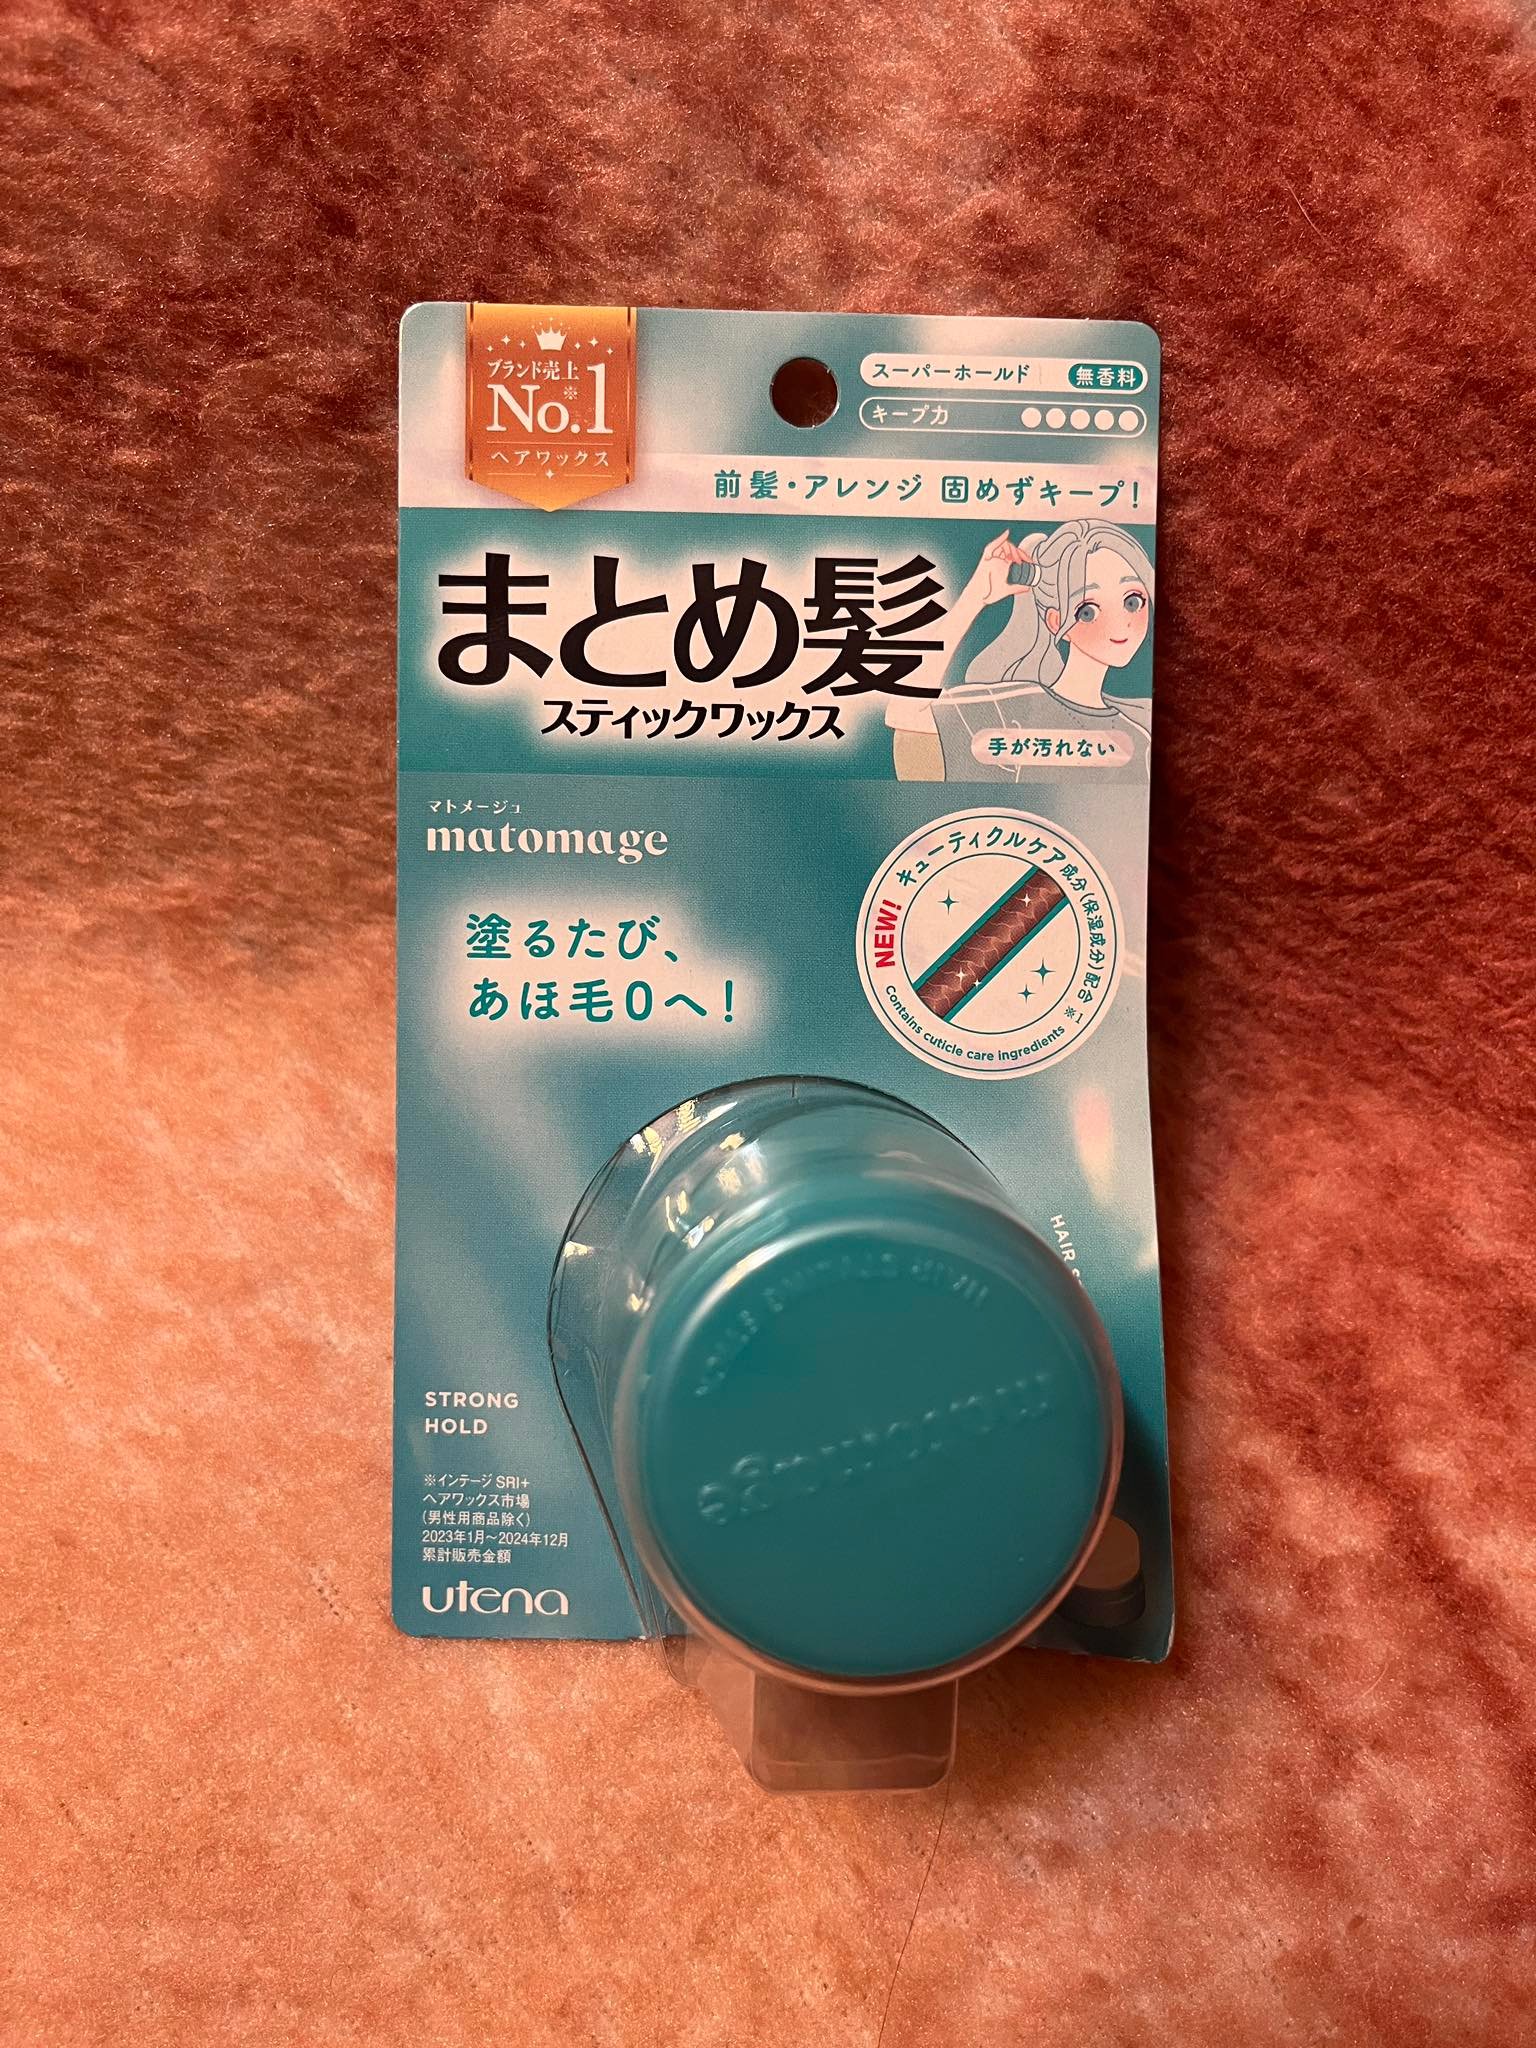 ブランド売上
No.1※
ヘアワックス
スーパーホールド 無香料
キープ力
前髪・アレンジ 固めずキープ!
まとめ髪
スティックワックス
手が汚れない
マトメージュ
matomage
塗るたび、
あほ毛0へ!
NEW! キューティクルケア成分(保湿成分)配合 ※1
Contains cuticle care ingredients
HAIR
HAIR STYLING WAX
matomage
STRONG
HOLD
※インテージ SRI+
ヘアワックス市場
(男性用商品除く)
2023年1月〜2024年12月
累計販売金額
utena